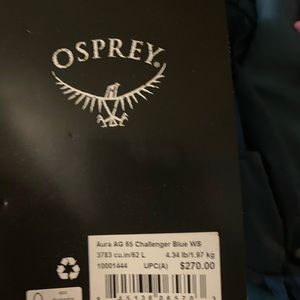 OSPREY
Aura AG 65 Challenger Blue WS
3783 cu.in/62 L 4.34 lb/1.97 kg
10001444 UPC(A) $270.00